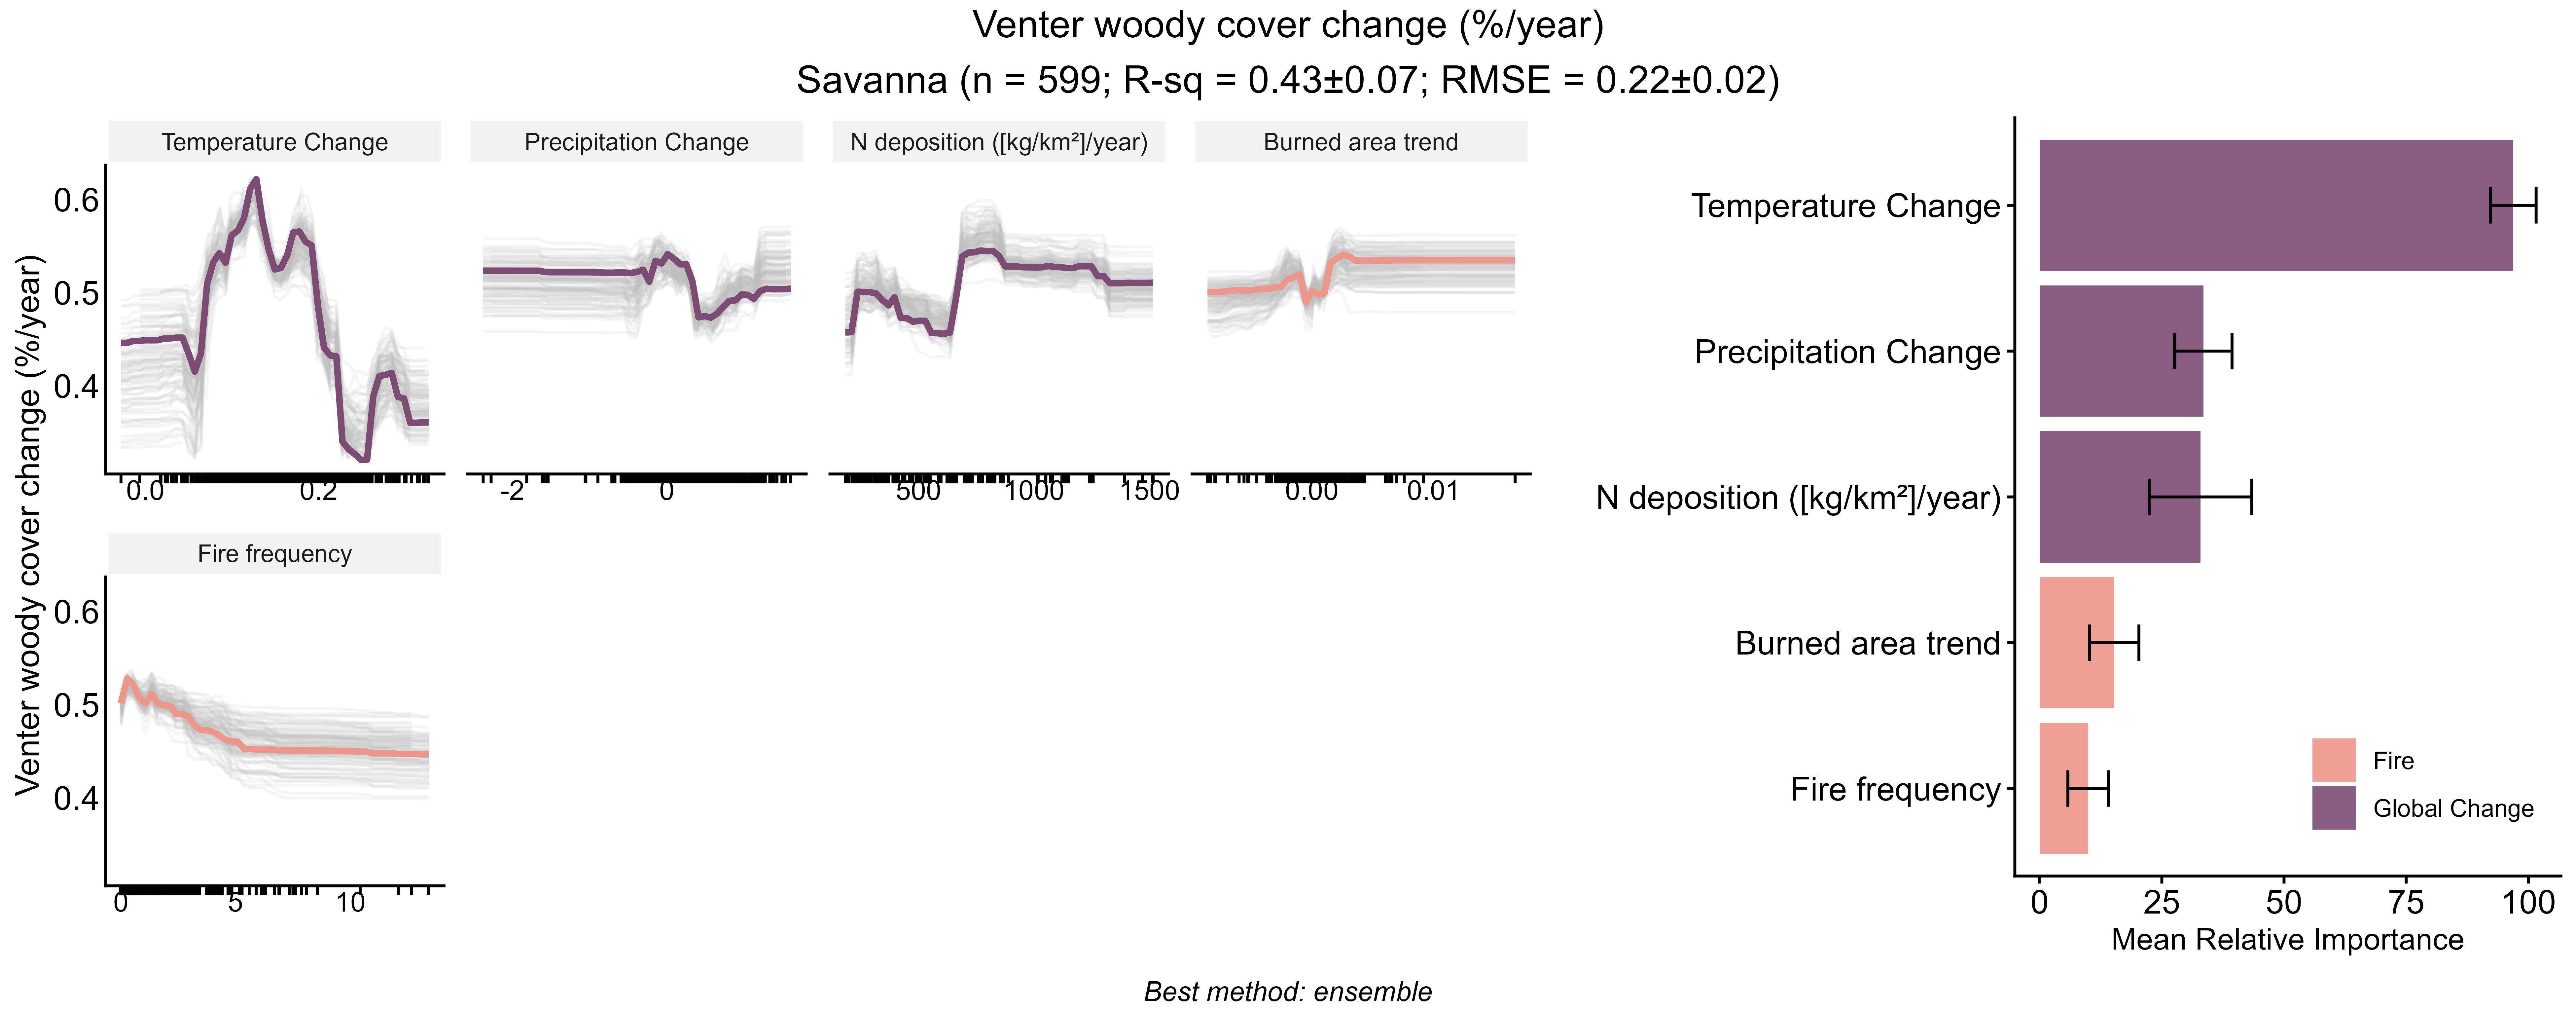 Venter woody cover change (%/year)
Savanna (n = 599; R-sq = 0.43±0.07; RMSE = 0.22±0.02)
Venter woody cover change (%/year)
Temperature Change
Precipitation Change
N deposition ([kg/km²]/year)
Burned area trend
0.6
0.5
0.4
0.0 0.2
-2 0
500 1000 1500
0.00 0.01
Fire frequency
0.6
0.5
0.4
0 5 10
Temperature Change
Precipitation Change
N deposition ([kg/km²]/year)
Burned area trend
Fire frequency
Fire
Global Change
0 25 50 75 100
Mean Relative Importance
Best method: ensemble